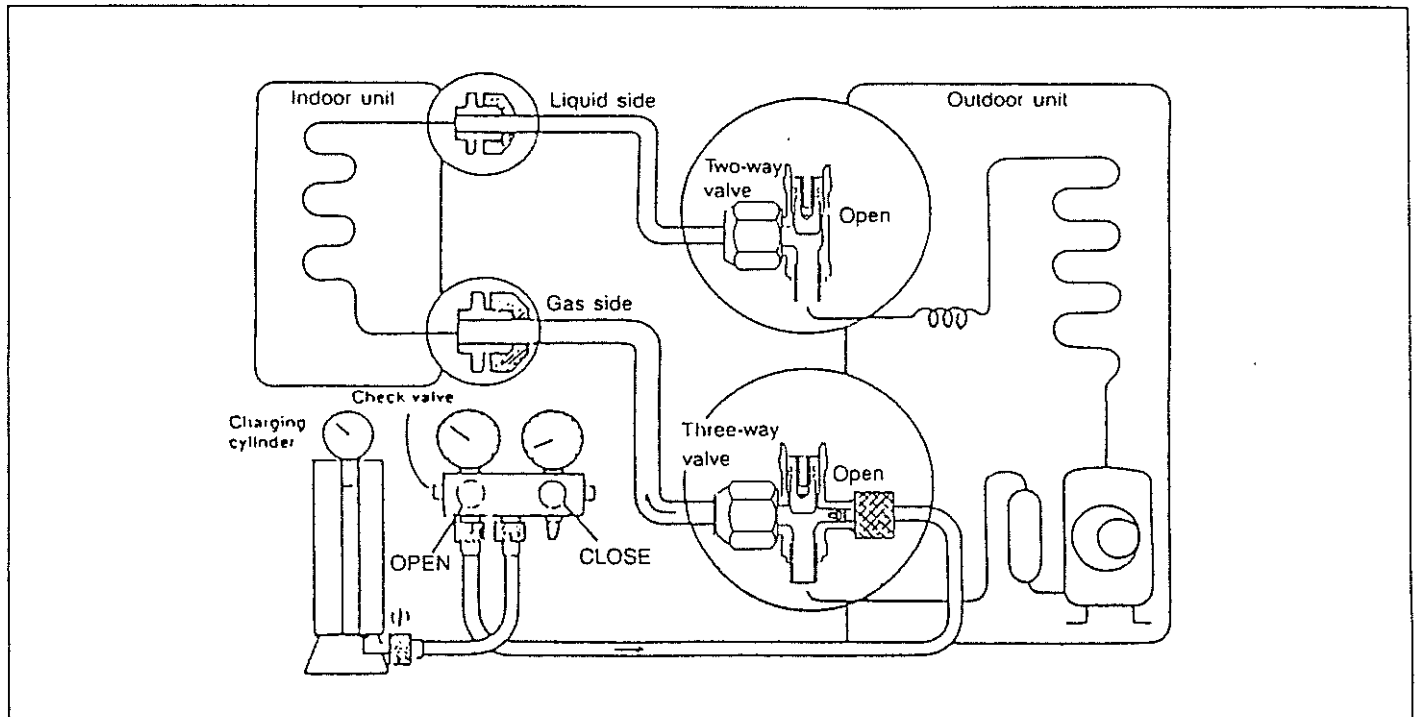 Indoor unit
Liquid side
Outdoor unit
Two-way
valve
Open
Gas side
Check valve
Charging
cylinder
Three-way
valve
Open
OPEN
CLOSE